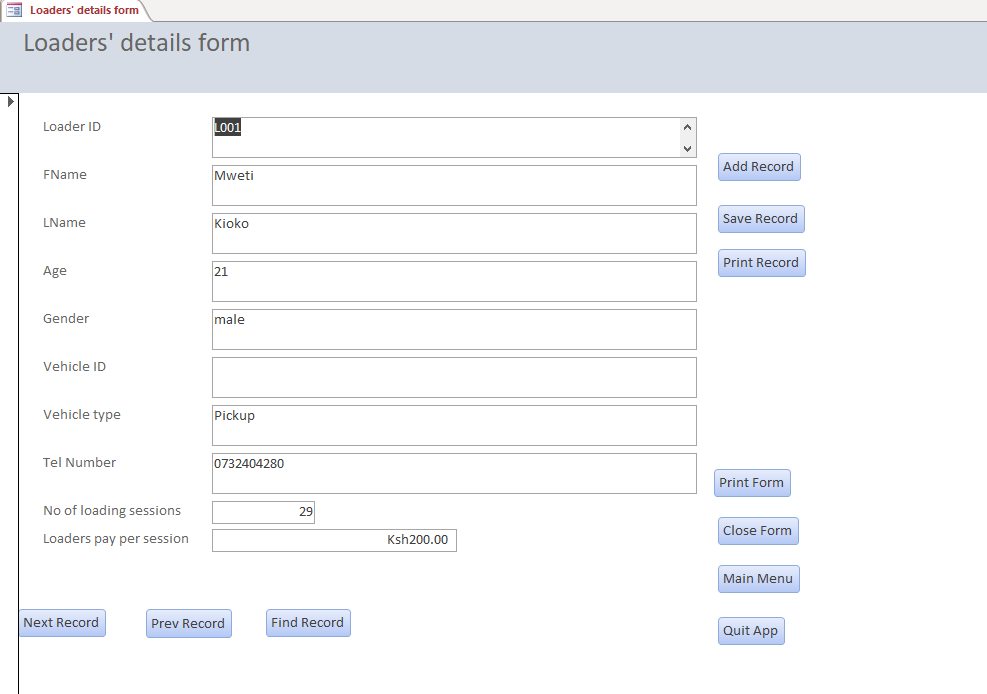 Loaders' details form
Loaders' details form
Loader ID L001
Add Record
FName Mweti
Save Record
LName Kioko
Print Record
Age 21
Gender male
Vehicle ID
Vehicle type Pickup
Tel Number 0732404280
Print Form
No of loading sessions 29
Close Form
Loaders pay per session Ksh200.00
Main Menu
Next Record Prev Record Find Record
Quit App